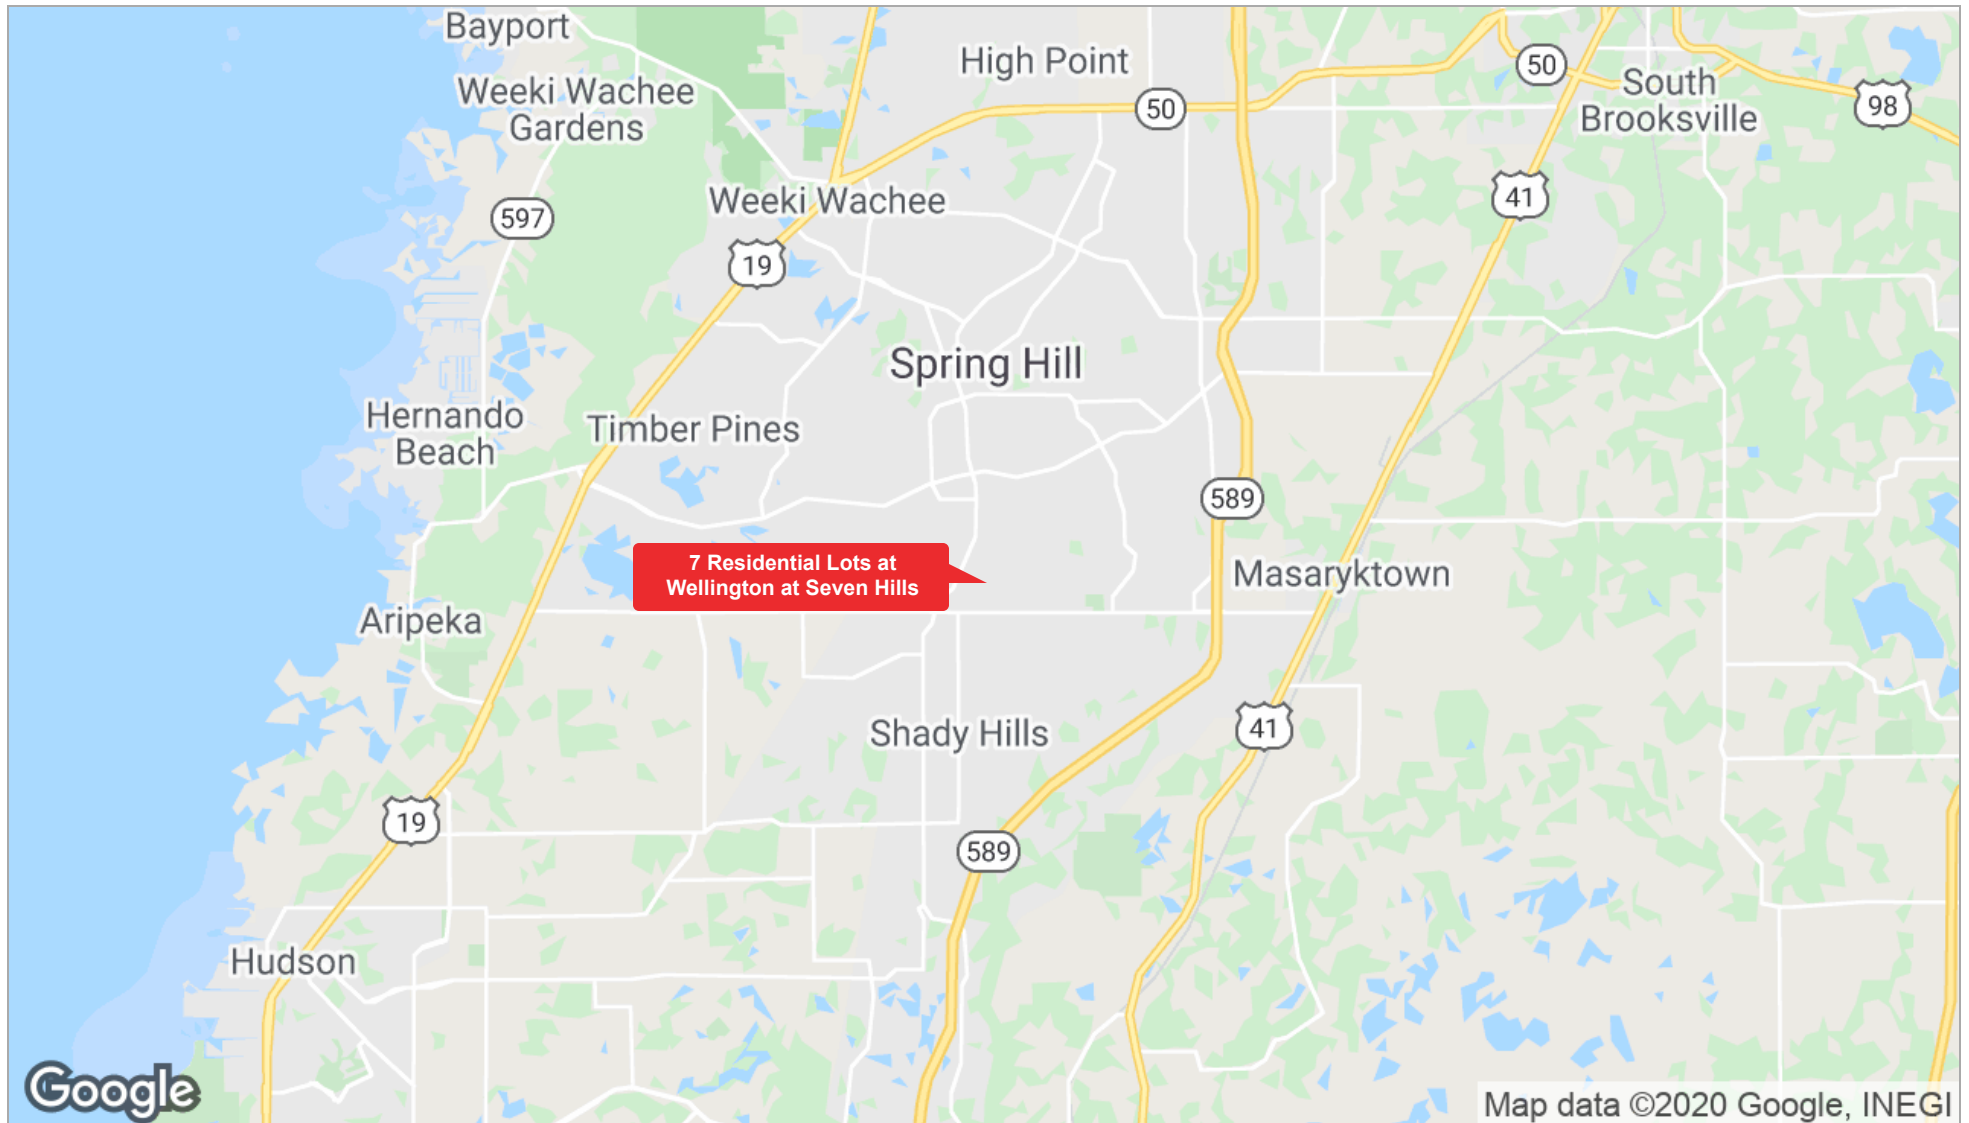 Bayport
High Point
50
South
Brooksville
98
Weeki Wachee
Gardens
50
597
Weeki Wachee
41
19
Spring Hill
Hernando
Beach
Timber Pines
589
7 Residential Lots at
Wellington at Seven Hills
Masaryktown
Aripeka
Shady Hills
41
19
589
Hudson
Google
Map data ©2020 Google, INEGI